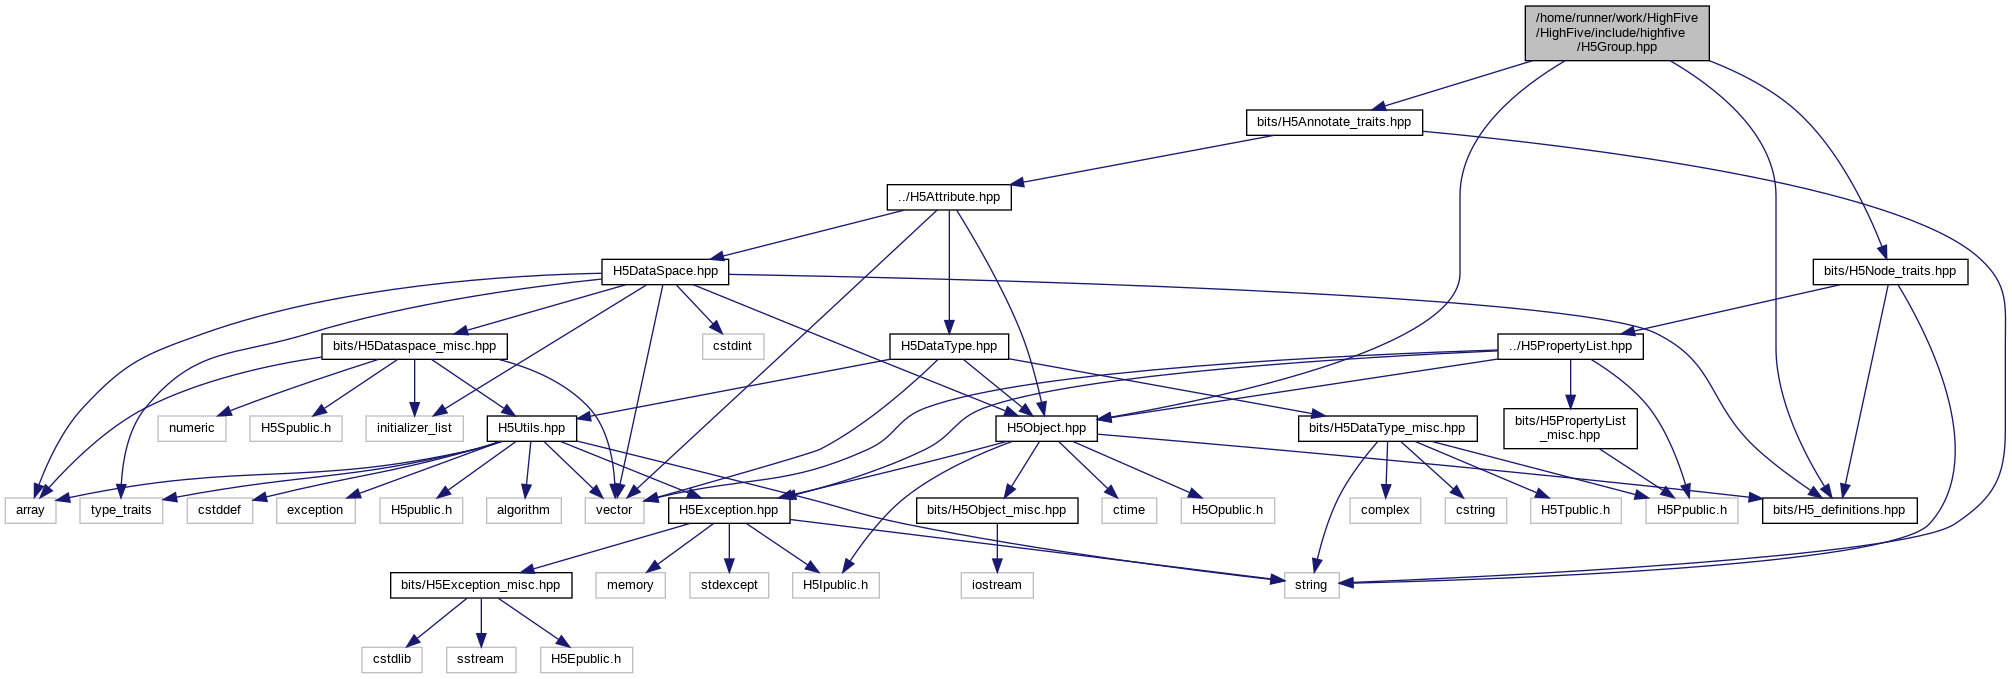 /home/runner/work/HighFive
/HighFive/include/highfive
/H5Group.hpp
bits/H5Annotate_traits.hpp
../H5Attribute.hpp
H5DataSpace.hpp
bits/H5Node_traits.hpp
bits/H5Dataspace_misc.hpp
cstdint
H5DataType.hpp
../H5PropertyList.hpp
numeric
H5Spublic.h
initializer_list
H5Utils.hpp
H5Object.hpp
bits/H5DataType_misc.hpp
bits/H5PropertyList
_misc.hpp
array
type_traits
cstddef
exception
H5public.h
algorithm
vector
H5Exception.hpp
bits/H5Object_misc.hpp
ctime
H5Opublic.h
complex
cstring
H5Tpublic.h
H5Ppublic.h
bits/H5_definitions.hpp
bits/H5Exception_misc.hpp
memory
stdexcept
H5Ipublic.h
iostream
string
cstdlib
sstream
H5Epublic.h